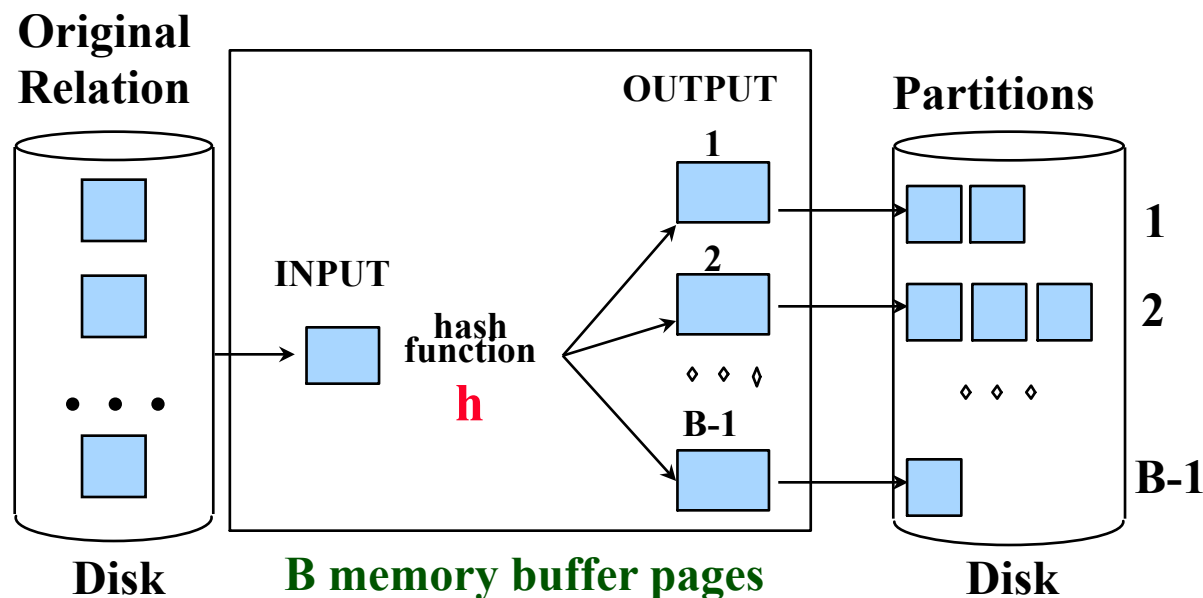 Original
Relation
OUTPUT
Partitions
1
1
INPUT
2
2
hash
function
h
B-1
B-1
Disk
B memory buffer pages
Disk